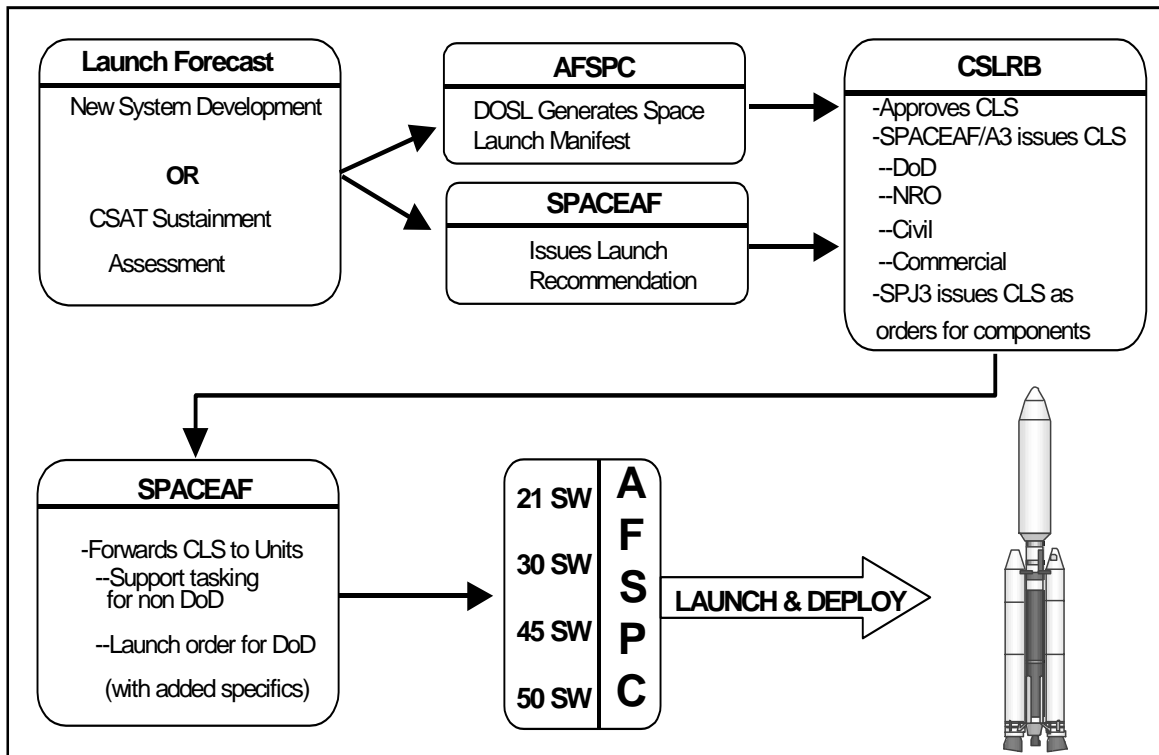 Launch Forecast
New System Development
OR
CSAT Sustainment
Assessment
AFSPC
DOSL Generates Space
Launch Manifest
SPACEAF
Issues Launch
Recommendation
CSLRB
-Approves CLS
-SPACEAF/A3 issues CLS
--DoD
--NRO
--Civil
--Commercial
-SPJ3 issues CLS as
orders for components
SPACEAF
-Forwards CLS to Units
--Support tasking
for non DoD
--Launch order for DoD
(with added specifics)
21 SW
30 SW
45 SW
50 SW
A
F
S
P
C
LAUNCH & DEPLOY